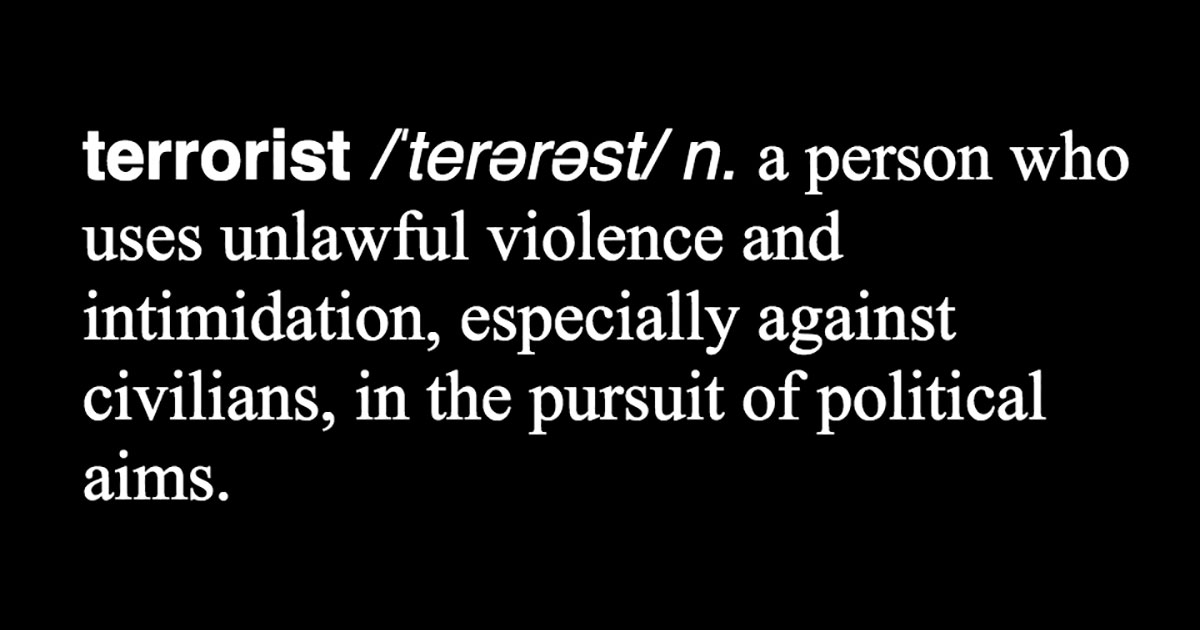 terrorist /ˈterərəst/ n. a person who
uses unlawful violence and
intimidation, especially against
civilians, in the pursuit of political
aims.